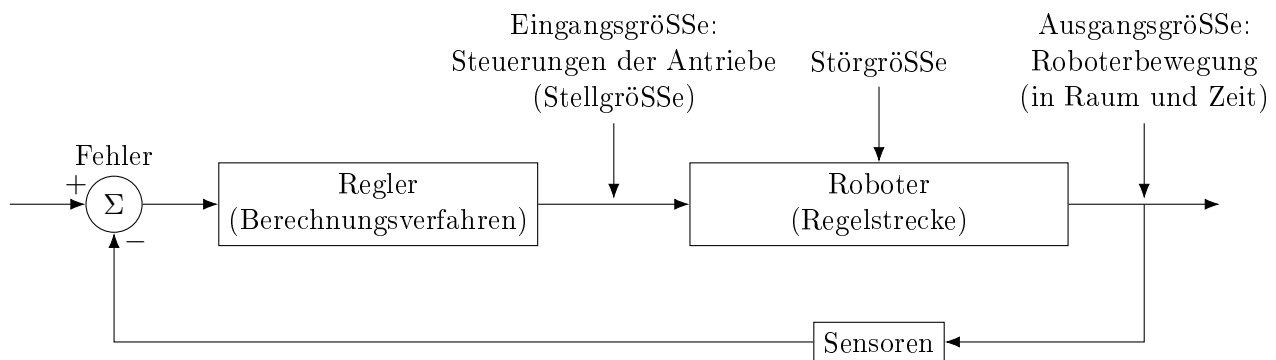 EingangsgröSSe:
Steuerungen der Antriebe
(StellgröSSe)
StörgröSSe
AusgangsgröSSe:
Roboterbewegung
(in Raum und Zeit)
Fehler
+
Σ
−
Regler
(Berechnungsverfahren)
Roboter
(Regelstrecke)
Sensoren